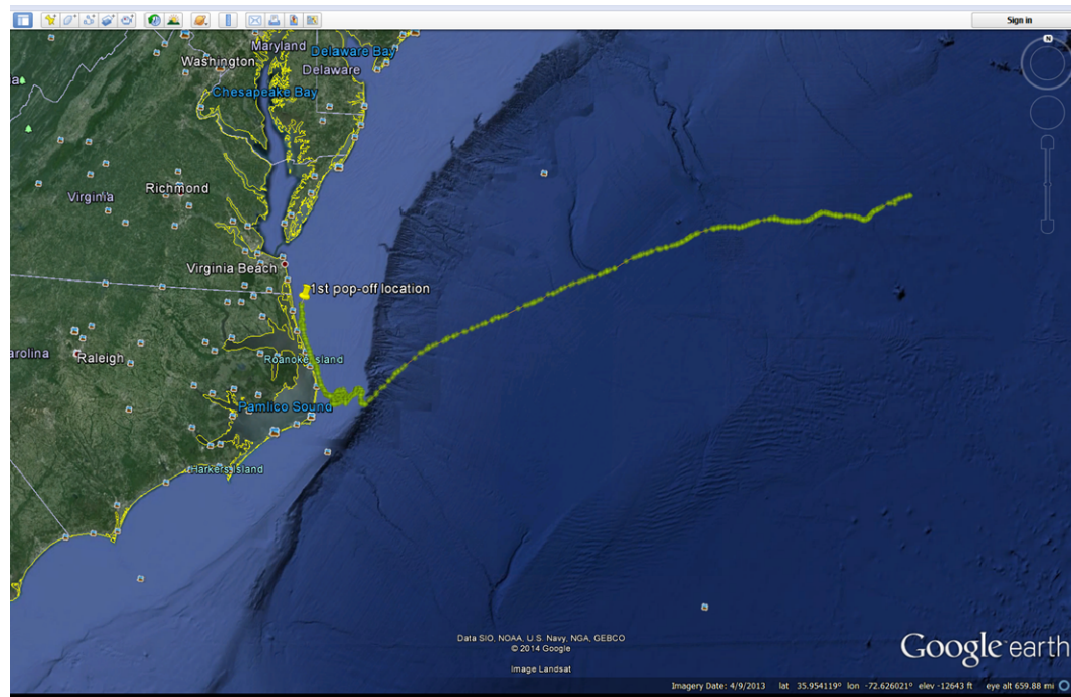 Sign in
N
Maryland
Delaware Bay
Washington
Delaware
Chesapeake Bay
Richmond
Virginia
Virginia Beach
1st pop-off location
arolina
Raleigh
Roanoke Island
Pamlico Sound
Harkers Island
Data SIO, NOAA, U.S. Navy, NGA, GEBCO
© 2014 Google
Image Landsat
Google earth
Imagery Date: 4/9/2013 lat 35.954119° lon -72.626021° elev -12643 ft eye alt 659.88 mi